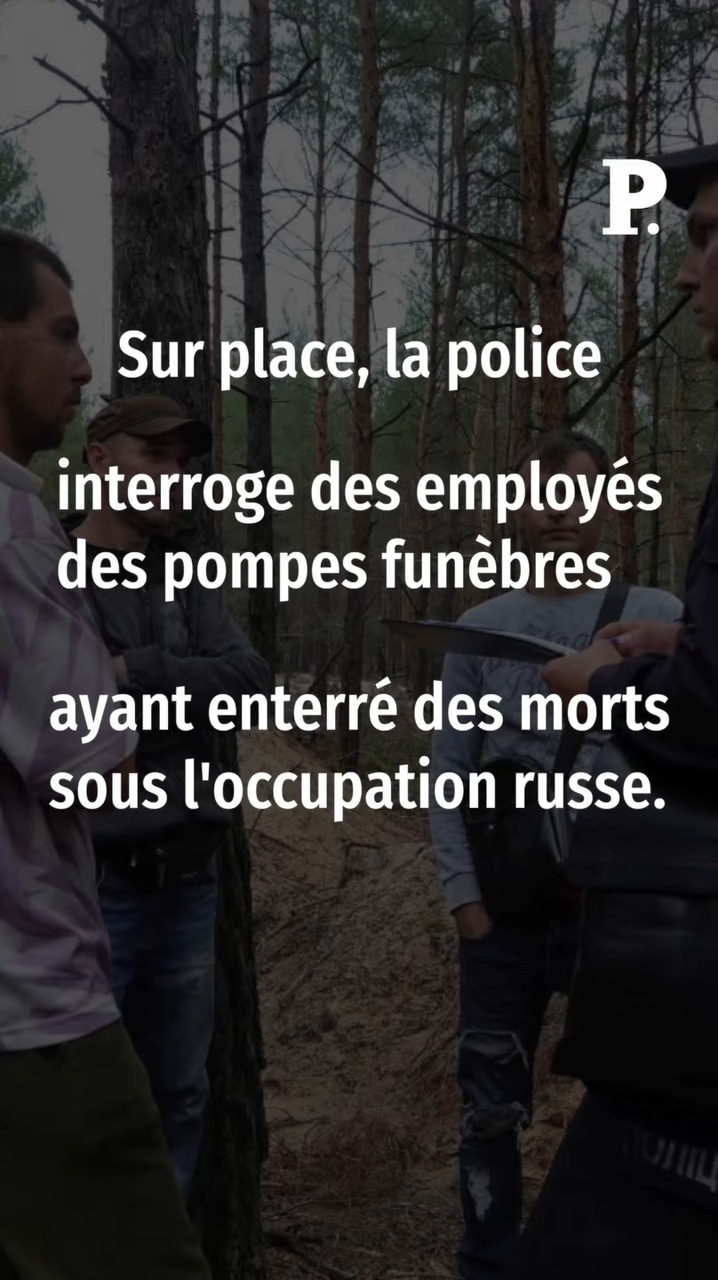 P.
Sur place, la police
interroge des employés
des pompes funèbres
ayant enterré des morts
sous l'occupation russe.